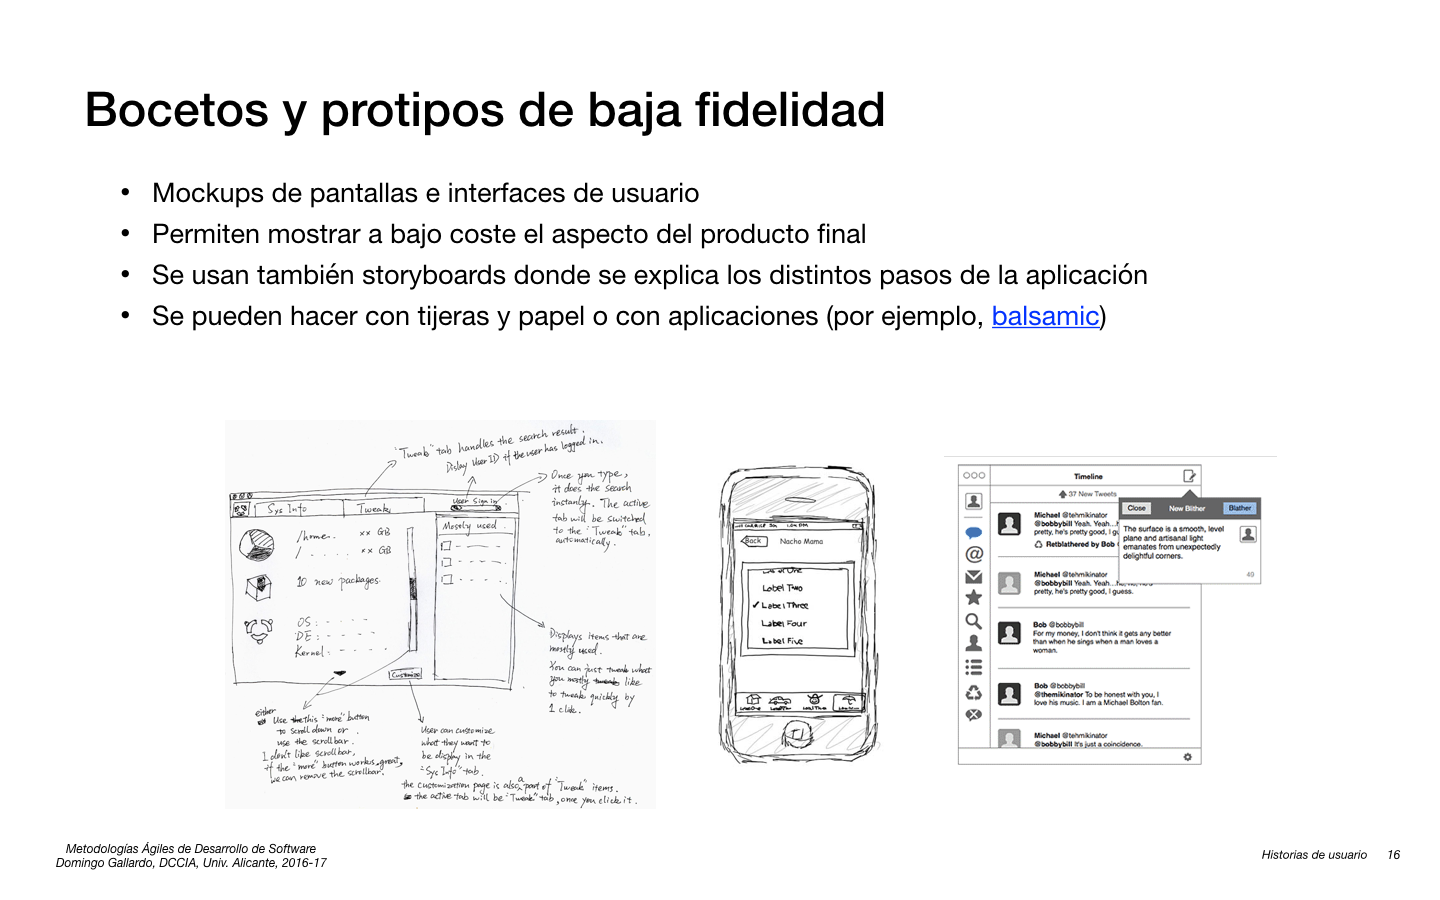 Bocetos y protipos de baja fidelidad
• Mockups de pantallas e interfaces de usuario
• Permiten mostrar a bajo coste el aspecto del producto final
• Se usan también storyboards donde se explica los distintos pasos de la aplicación
• Se pueden hacer con tijeras y papel o con aplicaciones (por ejemplo, balsamic)
"Tweak" tab handles the search result.
Display User ID if the user has logged in.
Once you type,
it does the search
instanly. The active
tab will be switched
to the "Tweak" tab,
automatically.
User Sign in
Sys Info
Tweaks
Mostly used
/home. xx GB
/ . . . . . xx GB
10 new packages.
OS: - - - -
DE: - - - -
Kernel: - - - -
Customize
Displays items that are
mostly used.
You can just tweak what
you mostly like
to tweak quickly by
1 click.
either
Use this "more" button
to scroll down or
use the scrollbar.
I don't like scrollbar,
if the "more" button works great,
we can remove the scrollbar.
User can customize
what they want to
be display in the
"Sys Info" tab.
the customization page is also a part of "Tweak" items.
the active tab will be "Tweak" tab, once you click it.
Back
Nacho Mama
Label Two
✓ Label Three
Label Four
Label Five
Timeline
37 New Tweets
Michael @tehmikinator
@bobbybill Yeah. Yeah...
pretty, he's pretty good, I
Retblathered by Bob
Close
New Blither
Blather
The surface is a smooth, level
plane and artisanal light
emanates from unexpectedly
delightful corners.
49
Michael @tehmikinator
@bobbybill Yeah. Yeah...
pretty, he's pretty good, I guess.
Bob @bobbybill
For my money, I don't think it gets any better
than when he sings when a man loves a
woman.
Bob @bobbybill
@themikinator To be honest with you, I
love his music. I am a Michael Bolton fan.
Michael @tehmikinator
@bobbybill It's just a coincidence.
Metodologías Ágiles de Desarrollo de Software
Domingo Gallardo, DCCIA, Univ. Alicante, 2016-17
Historias de usuario 16